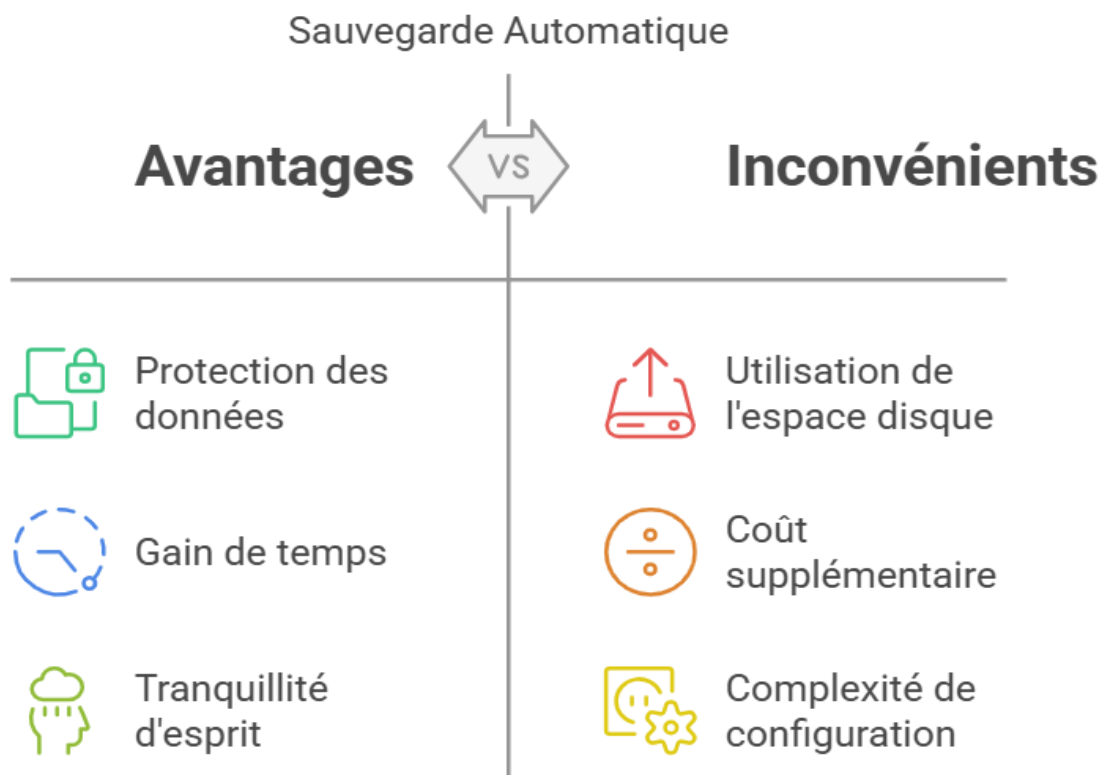 Sauvegarde Automatique
Avantages
VS
Inconvénients
Protection des
données
Utilisation de
l'espace disque
Gain de temps
Coût
supplémentaire
Tranquillité
d'esprit
Complexité de
configuration